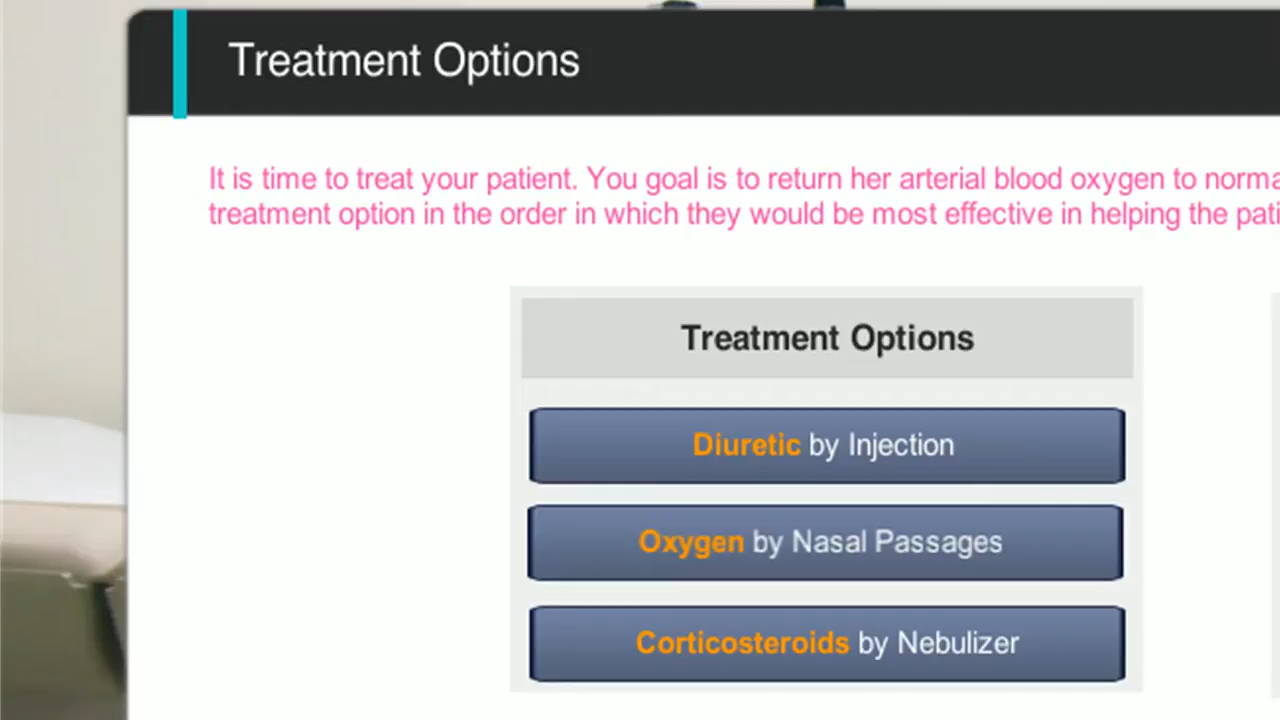 Treatment Options
It is time to treat your patient. You goal is to return her arterial blood oxygen to
treatment option in the order in which they would be most effective in helping the
Treatment Options
Diuretic by Injection
Oxygen by Nasal Passages
Corticosteroids by Nebulizer